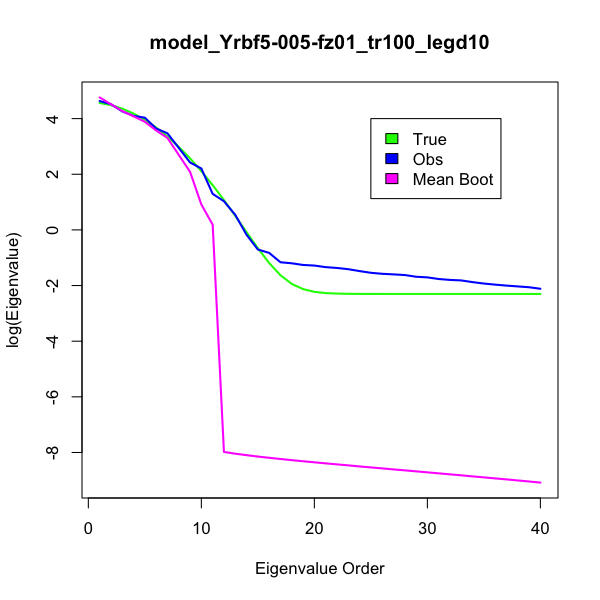 model_Yrbf5-005-fz01_tr100_legd10
True
Obs
Mean Boot
log(Eigenvalue)
4
2
0
-2
-4
-6
-8
0 10 20 30 40
Eigenvalue Order